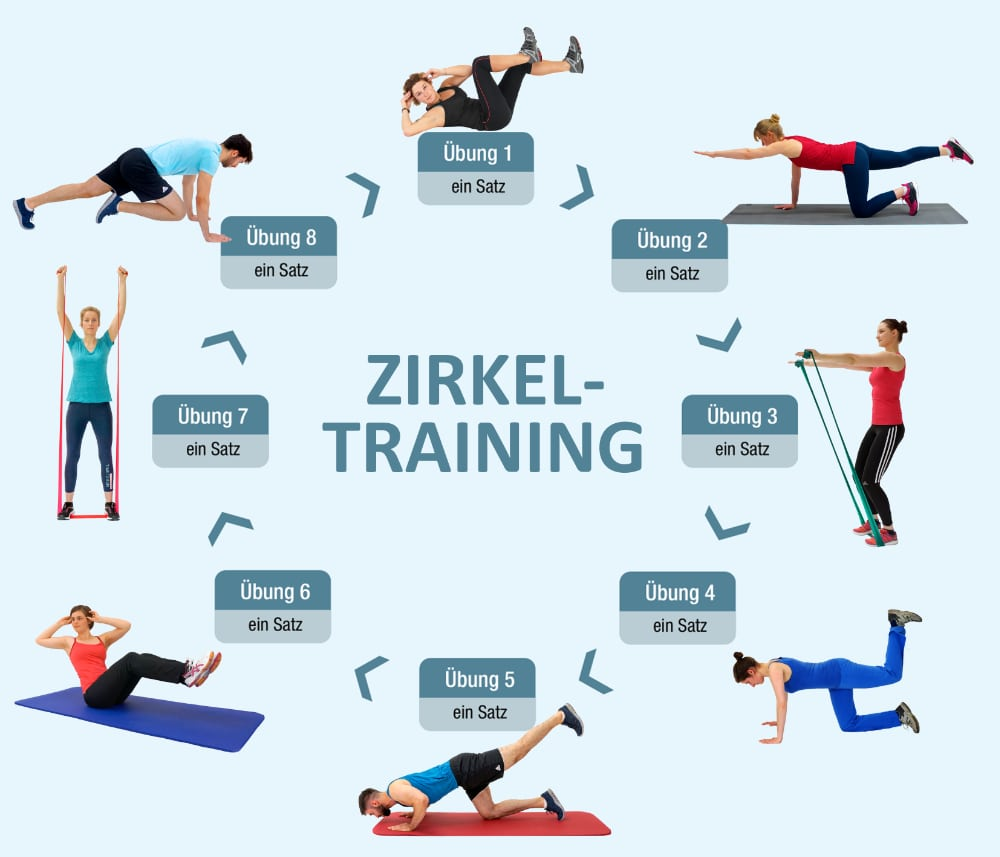 ZIRKEL-
TRAINING
Übung 1
ein Satz
Übung 2
ein Satz
Übung 3
ein Satz
Übung 4
ein Satz
Übung 5
ein Satz
Übung 6
ein Satz
Übung 7
ein Satz
Übung 8
ein Satz